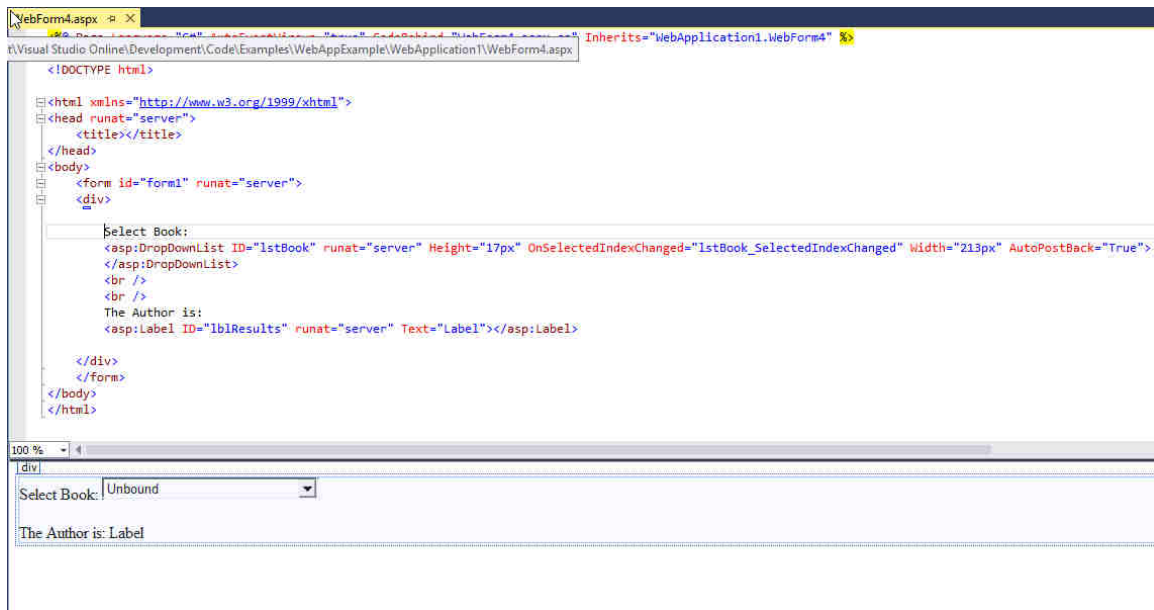 WebForm4.aspx
Inherits="WebApplication1.WebForm4" %>
t\Visual Studio Online\Development\Code\Examples\WebAppExample\WebApplication1\WebForm4.aspx
<!DOCTYPE html>
<html xmlns="http://www.w3.org/1999/xhtml">
<head runat="server">
<title></title>
</head>
<body>
<form id="form1" runat="server">
<div>
Select Book:
<asp:DropDownList ID="lstBook" runat="server" Height="17px" OnSelectedIndexChanged="lstBook_SelectedIndexChanged" Width="213px" AutoPostBack="True">
</asp:DropDownList>
<br />
<br />
The Author is:
<asp:Label ID="lblResults" runat="server" Text="Label"></asp:Label>
</div>
</form>
</body>
</html>
100 %
div
Select Book: Unbound
The Author is: Label